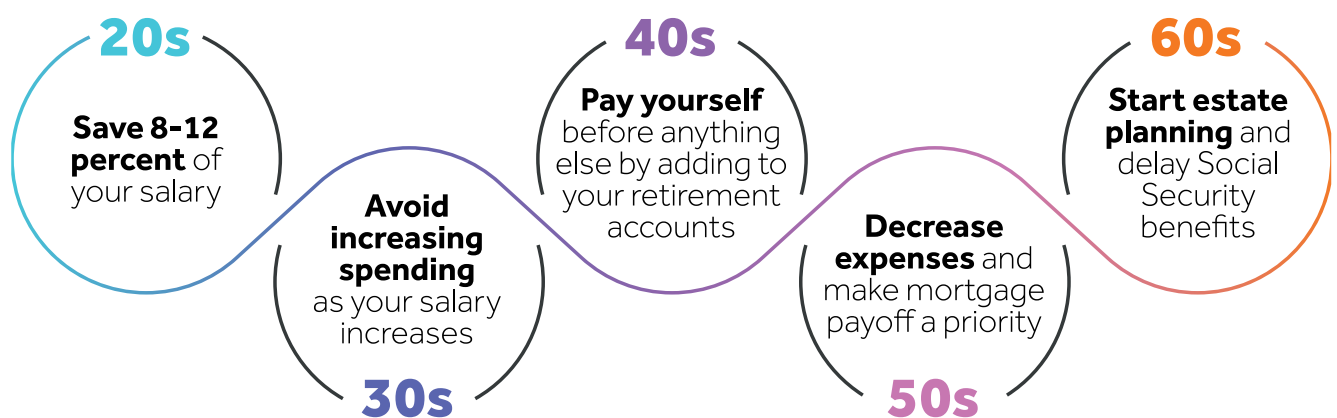 20s
Save 8-12
percent of
your salary
Avoid
increasing
spending
as your salary
increases
30s
40s
Pay yourself
before anything
else by adding to
your retirement
accounts
Decrease
expenses and
make mortgage
payoff a priority
50s
60s
Start estate
planning and
delay Social
Security
benefits